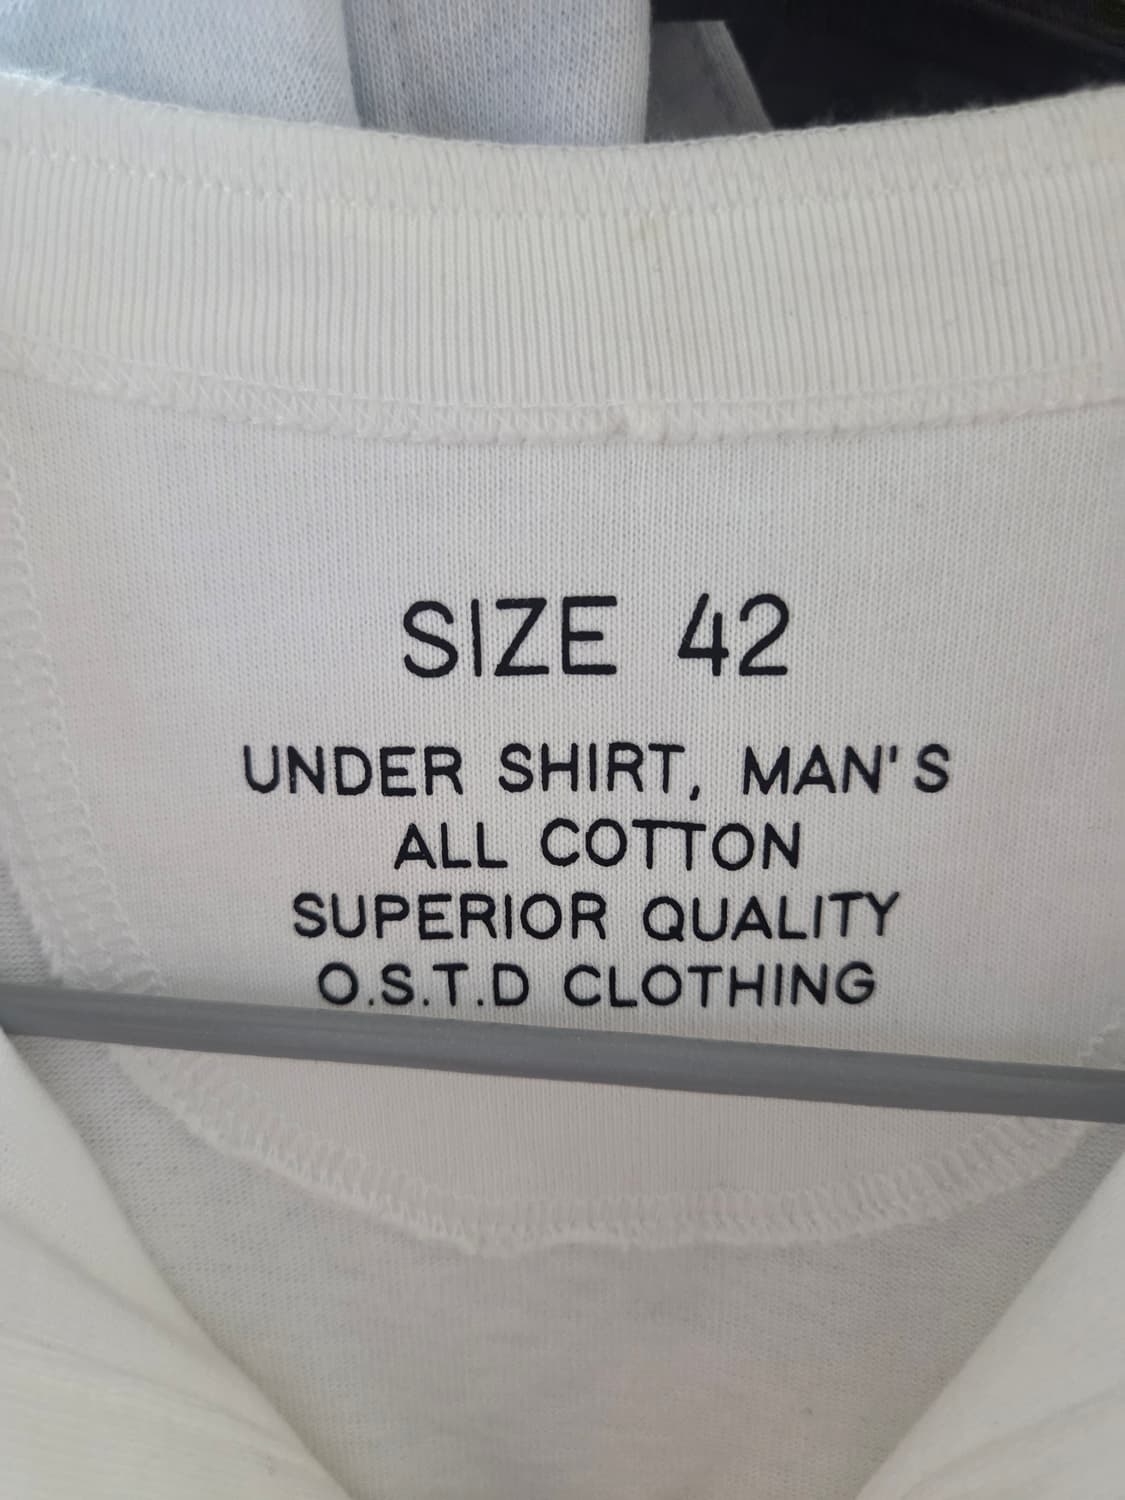 SIZE 42
UNDER SHIRT, MAN'S
ALL COTTON
SUPERIOR QUALITY
O.S.T.D CLOTHING